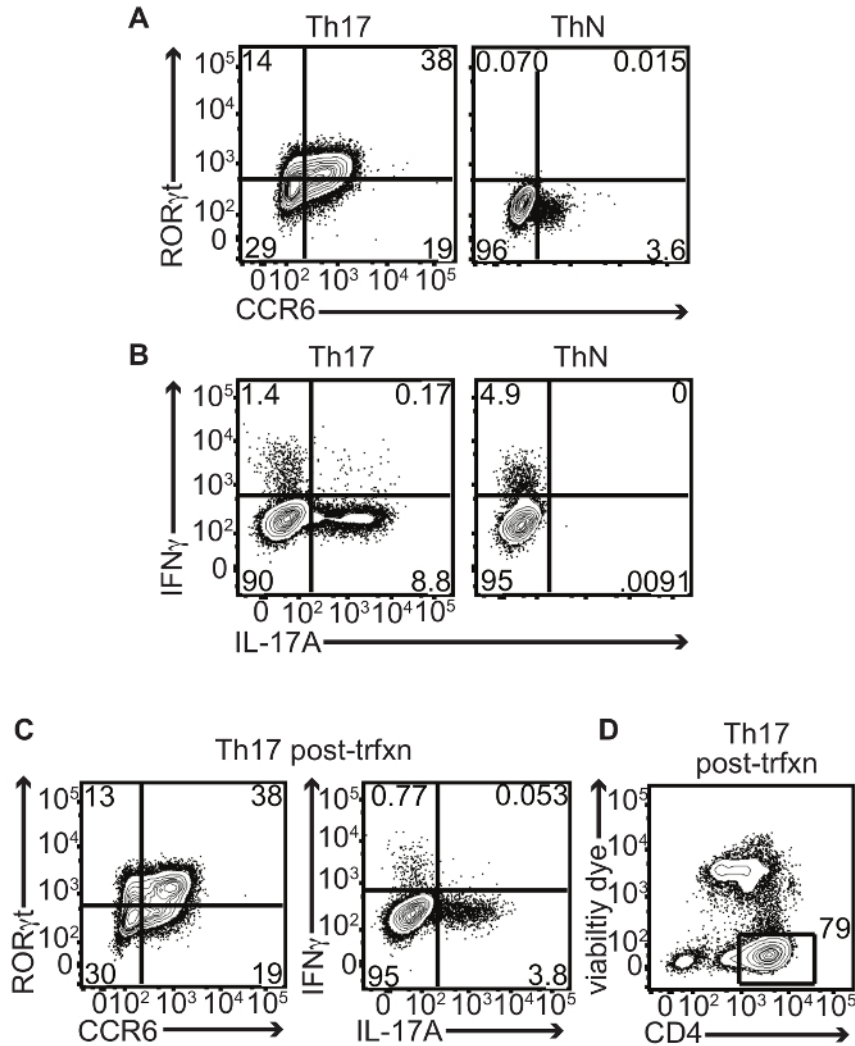 A
Th17 ThN
14 38 0.070 0.015
10⁵
10⁴
10³
10²
0
RORγt
29 19 96 3.6
0 10² 10³ 10⁴ 10⁵
CCR6
B
Th17 ThN
1.4 0.17 4.9 0
10⁵
10⁴
10³
10²
0
IFNγ
90 8.8 95 .0091
0 10² 10³ 10⁴ 10⁵
IL-17A
C
Th17 post-trfxn
13 38
10⁵
10⁴
10³
10²
0
RORγt
30 19
0 10² 10³ 10⁴ 10⁵
CCR6
0.77 0.053
10⁵
10⁴
10³
10²
0
IFNγ
95 3.8
0 10² 10³ 10⁴ 10⁵
IL-17A
D
Th17
post-trfxn
10⁵
10⁴
10³
10²
0
viabiltiy dye
79
0 10² 10³ 10⁴ 10⁵
CD4